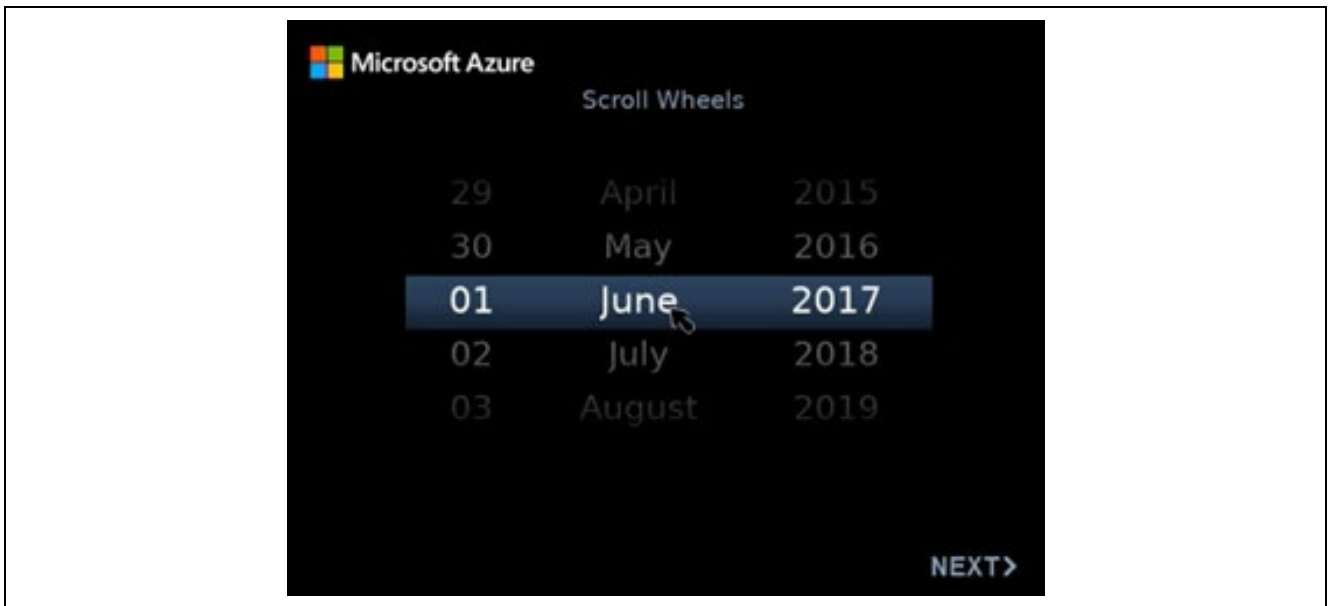 Microsoft Azure
Scroll Wheels
29 April 2015
30 May 2016
01 June 2017
02 July 2018
03 August 2019
NEXT>